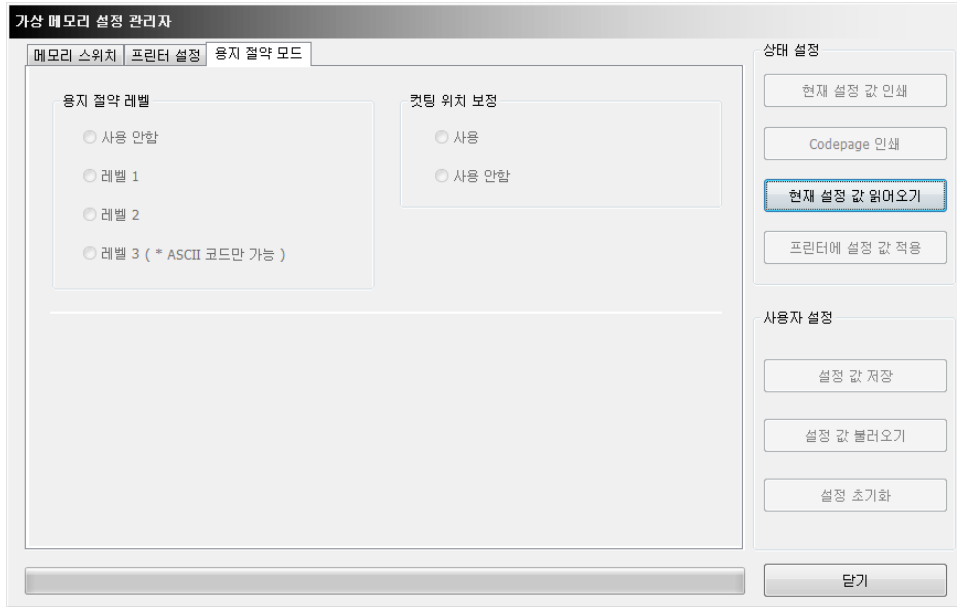 가상 메모리 설정 관리자
메모리 스위치 프린터 설정 용지 절약 모드
용지 절약 레벨
사용 안함
레벨 1
레벨 2
레벨 3 ( * ASCII 코드만 가능 )
컷팅 위치 보정
사용
사용 안함
상태 설정
현재 설정 값 인쇄
Codepage 인쇄
현재 설정 값 읽어오기
프린터에 설정 값 적용
사용자 설정
설정 값 저장
설정 값 불러오기
설정 초기화
닫기